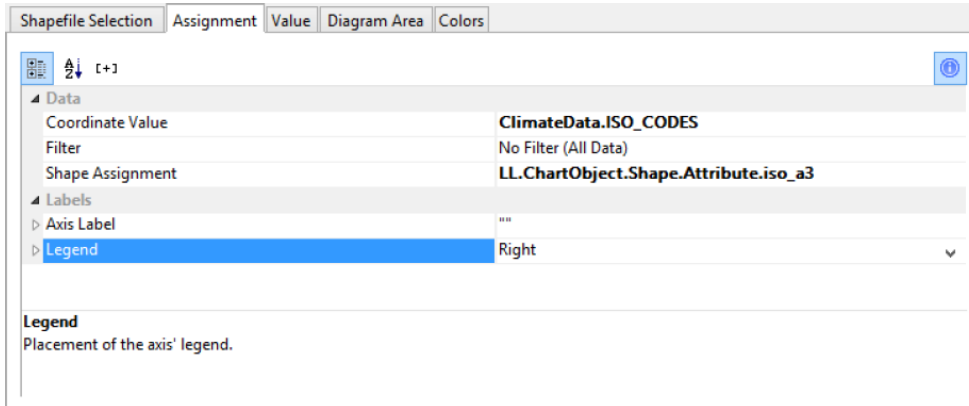 Shapefile Selection Assignment Value Diagram Area Colors
A Z [+]
Data
Coordinate Value ClimateData.ISO_CODES
Filter No Filter (All Data)
Shape Assignment LL.ChartObject.Shape.Attribute.iso_a3
Labels
Axis Label ""
Legend Right
Legend
Placement of the axis' legend.